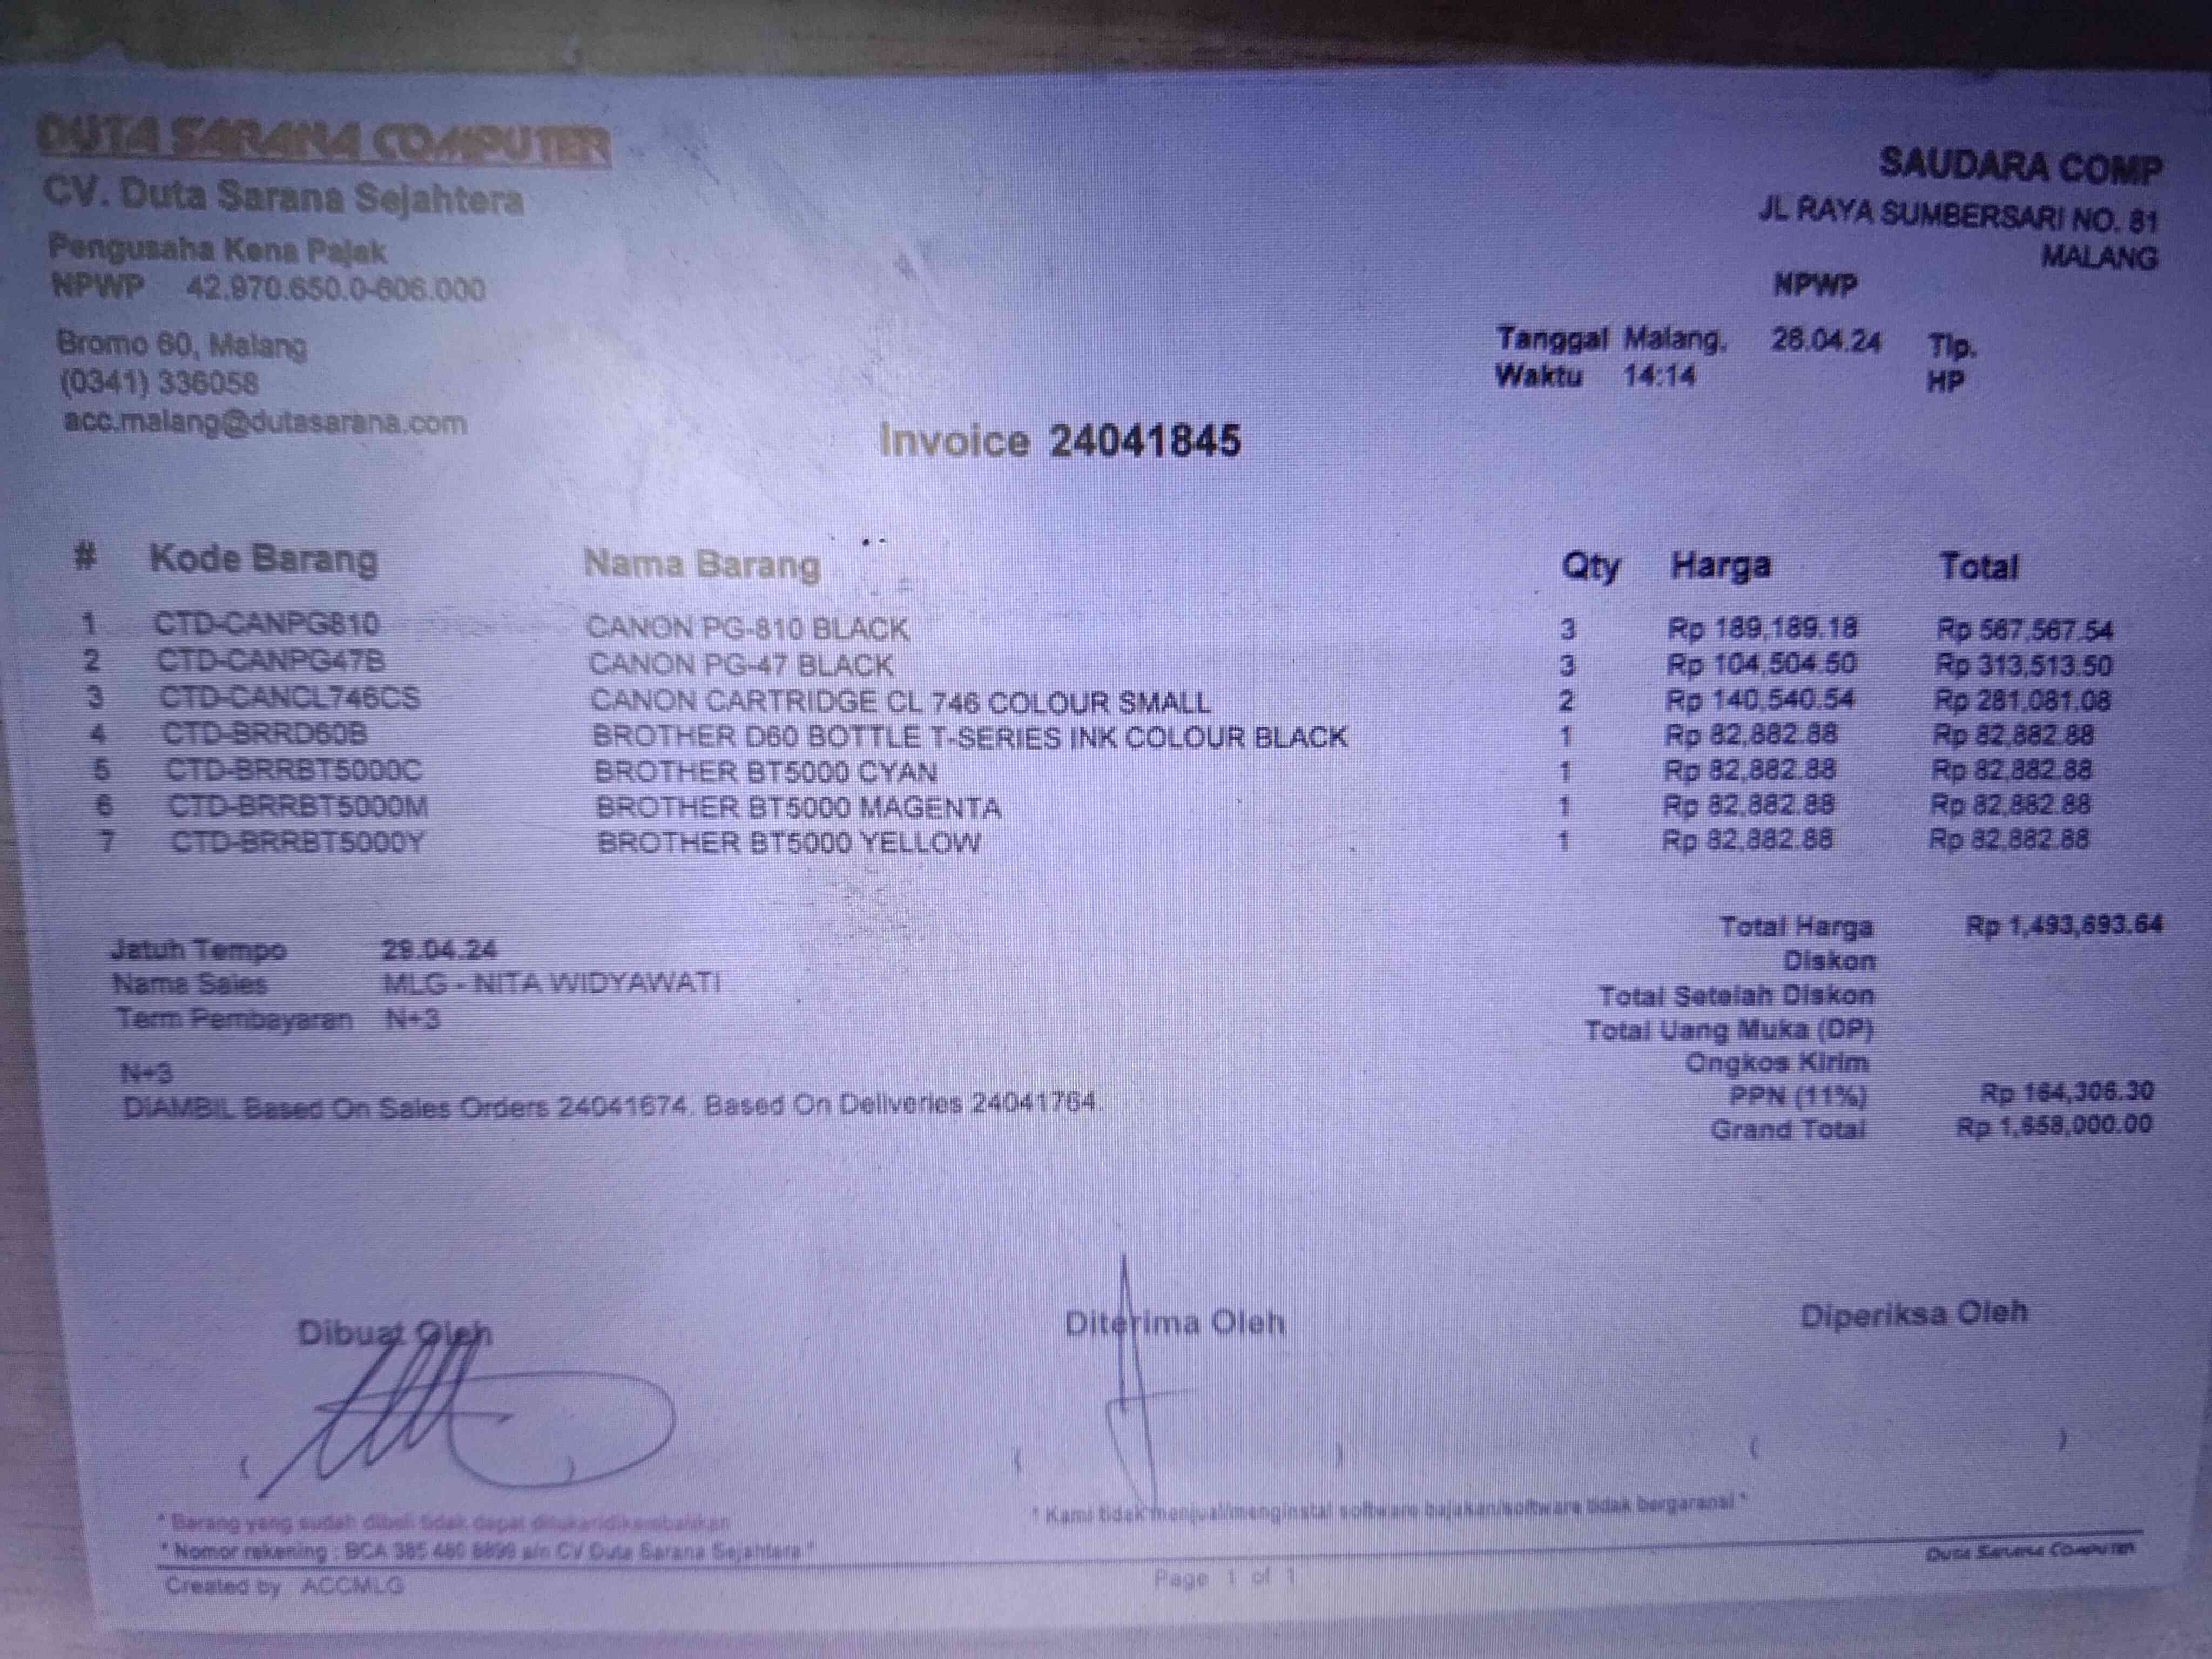 DUTA SARANA COMPUTER
CV. Duta Sarana Sejahtera
Pengusaha Kena Pajak
NPWP 42.970.650.0-606.000
Bromo 60, Malang
(0341) 336058
acc.malang@dutasarana.com
SAUDARA COMP
JL RAYA SUMBERSARI NO. 81
MALANG
NPWP
Tanggal Malang, 26.04.24 Tlp.
Waktu 14:14 HP
Invoice 24041845
# Kode Barang Nama Barang Qty Harga Total
1 CTD-CANPG810 CANON PG-810 BLACK 3 Rp 189,189.18 Rp 567,567.54
2 CTD-CANPG47B CANON PG-47 BLACK 3 Rp 104,504.50 Rp 313,513.50
3 CTD-CANCL746CS CANON CARTRIDGE CL 746 COLOUR SMALL 2 Rp 140,540.54 Rp 281,081.08
4 CTD-BRRD60B BROTHER D60 BOTTLE T-SERIES INK COLOUR BLACK 1 Rp 82,882.88 Rp 82,882.88
5 CTD-BRRBT5000C BROTHER BT5000 CYAN 1 Rp 82,882.88 Rp 82,882.88
6 CTD-BRRBT5000M BROTHER BT5000 MAGENTA 1 Rp 82,882.88 Rp 82,882.88
7 CTD-BRRBT5000Y BROTHER BT5000 YELLOW 1 Rp 82,882.88 Rp 82,882.88
Jatuh Tempo 29.04.24
Nama Sales MLG - NITA WIDYAWATI
Term Pembayaran N+3
N+3
DIAMBIL Based On Sales Orders 24041674. Based On Deliveries 24041764.
Total Harga Rp 1,493,693.64
Diskon
Total Setelah Diskon
Total Uang Muka (DP)
Ongkos Kirim
PPN (11%) Rp 164,306.30
Grand Total Rp 1,658,000.00
Dibuat Oleh Diterima Oleh Diperiksa Oleh
( ) ( ) ( )
* Barang yang sudah dibeli tidak dapat ditukar/dikembalikan
* Kami tidak menjual/menginstal software bajakan/software tidak bergaransi *
* Nomor rekening : BCA 385 460 a/n CV Duta Sarana Sejahtera *
DUTA SARANA COMPUTER
Created by ACCMLG Page 1 of 1